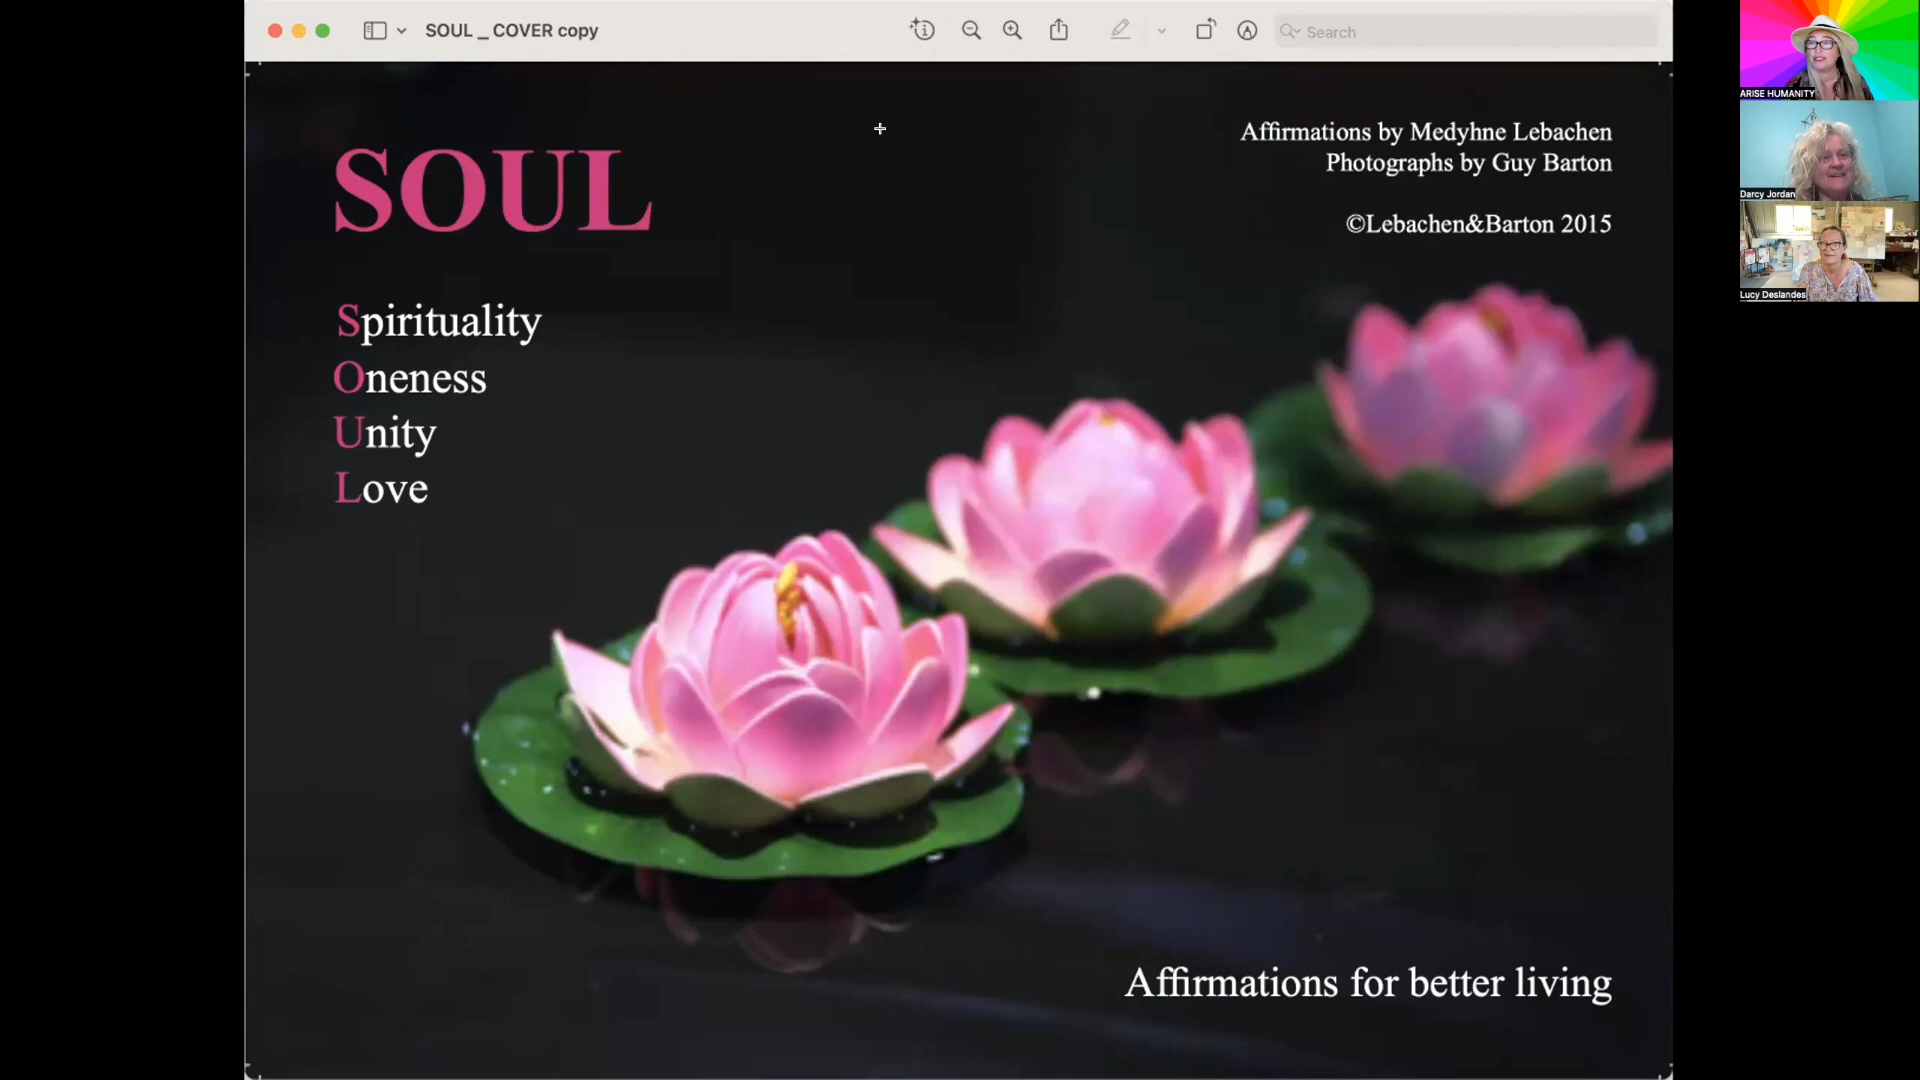 SOUL _ COVER copy
Search
SOUL
Spirituality
Oneness
Unity
Love
Affirmations by Medyhne Lebachen
Photographs by Guy Barton
©Lebachen&Barton 2015
Affirmations for better living
ARISE HUMANITY
Darcy Jordan
Lucy Deslandes